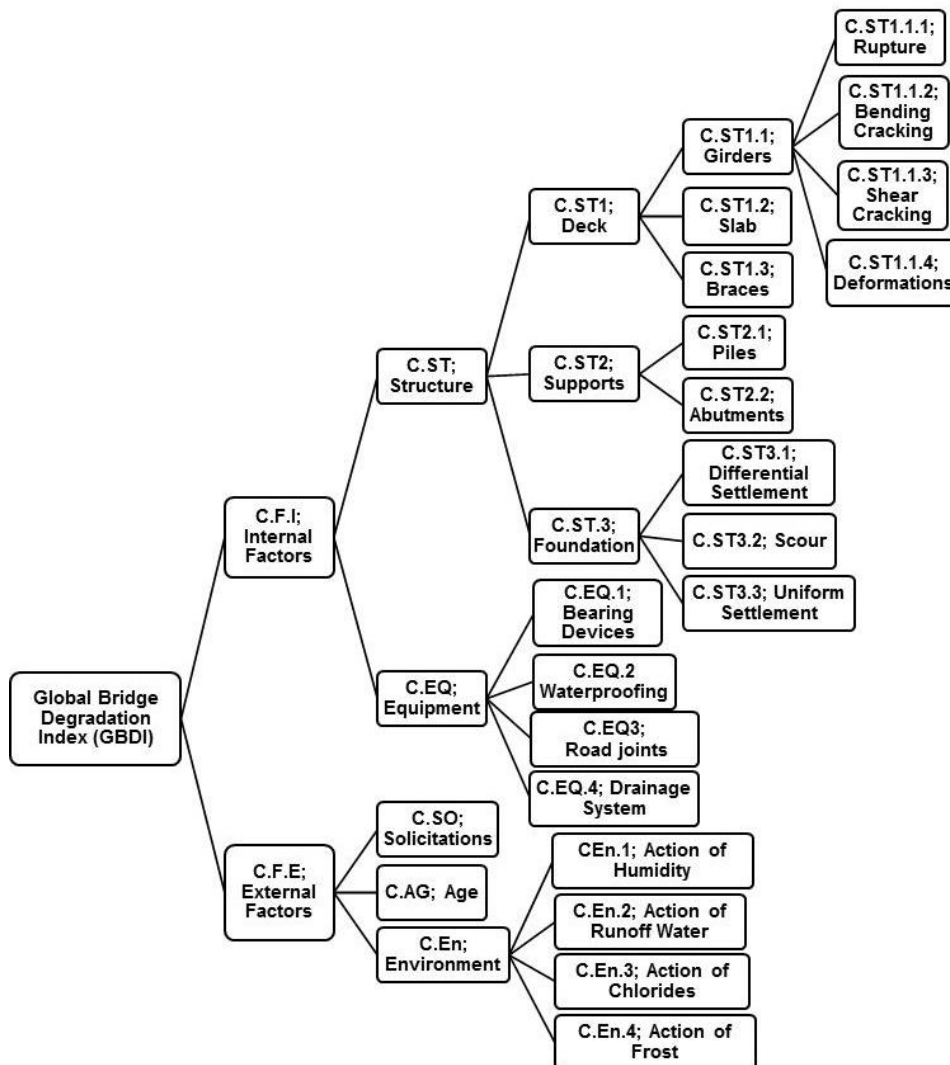 C.ST1.1.1;
Rupture
C.ST1.1.2;
Bending
Cracking
C.ST1.1;
Girders
C.ST1.1.3;
Shear
Cracking
C.ST1;
Deck
C.ST1.2;
Slab
C.ST1.1.4;
Deformations
C.ST1.3;
Braces
C.ST2.1;
Piles
C.ST;
Structure
C.ST2;
Supports
C.ST2.2;
Abutments
C.ST3.1;
Differential
Settlement
C.F.I;
Internal
Factors
C.ST.3;
Foundation
C.ST3.2; Scour
C.ST3.3; Uniform
Settlement
C.EQ.1;
Bearing
Devices
Global Bridge
Degradation
Index (GBDI)
C.EQ;
Equipment
C.EQ.2
Waterproofing
C.EQ3;
Road joints
C.EQ.4; Drainage
System
C.SO;
Solicitations
C.F.E;
External
Factors
C.AG; Age
C.En;
Environment
CEn.1; Action of
Humidity
C.En.2; Action of
Runoff Water
C.En.3; Action of
Chlorides
C.En.4; Action of
Frost